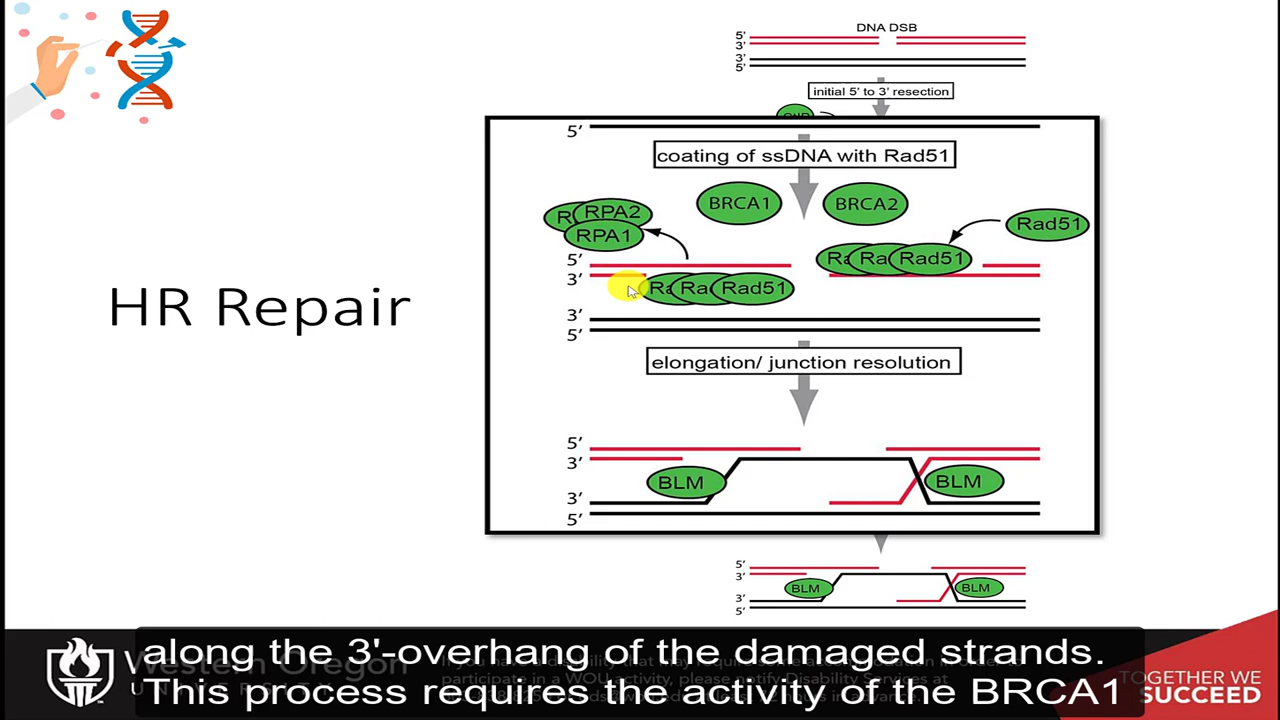 DNA DSB
5'
3'
3'
5'
initial 5' to 3' resection
5'
coating of ssDNA with Rad51
BRCA1
BRCA2
RPA2
RPA1
Rad51
5'
3'
Rad51
Rad51
3'
5'
HR Repair
elongation/ junction resolution
5'
3'
BLM
BLM
3'
5'
5'
3'
BLM
BLM
3'
5'
along the 3'-overhang of the damaged strands.
This process requires the activity of the BRCA1
Western Oregon
TOGETHER WE
SUCCEED